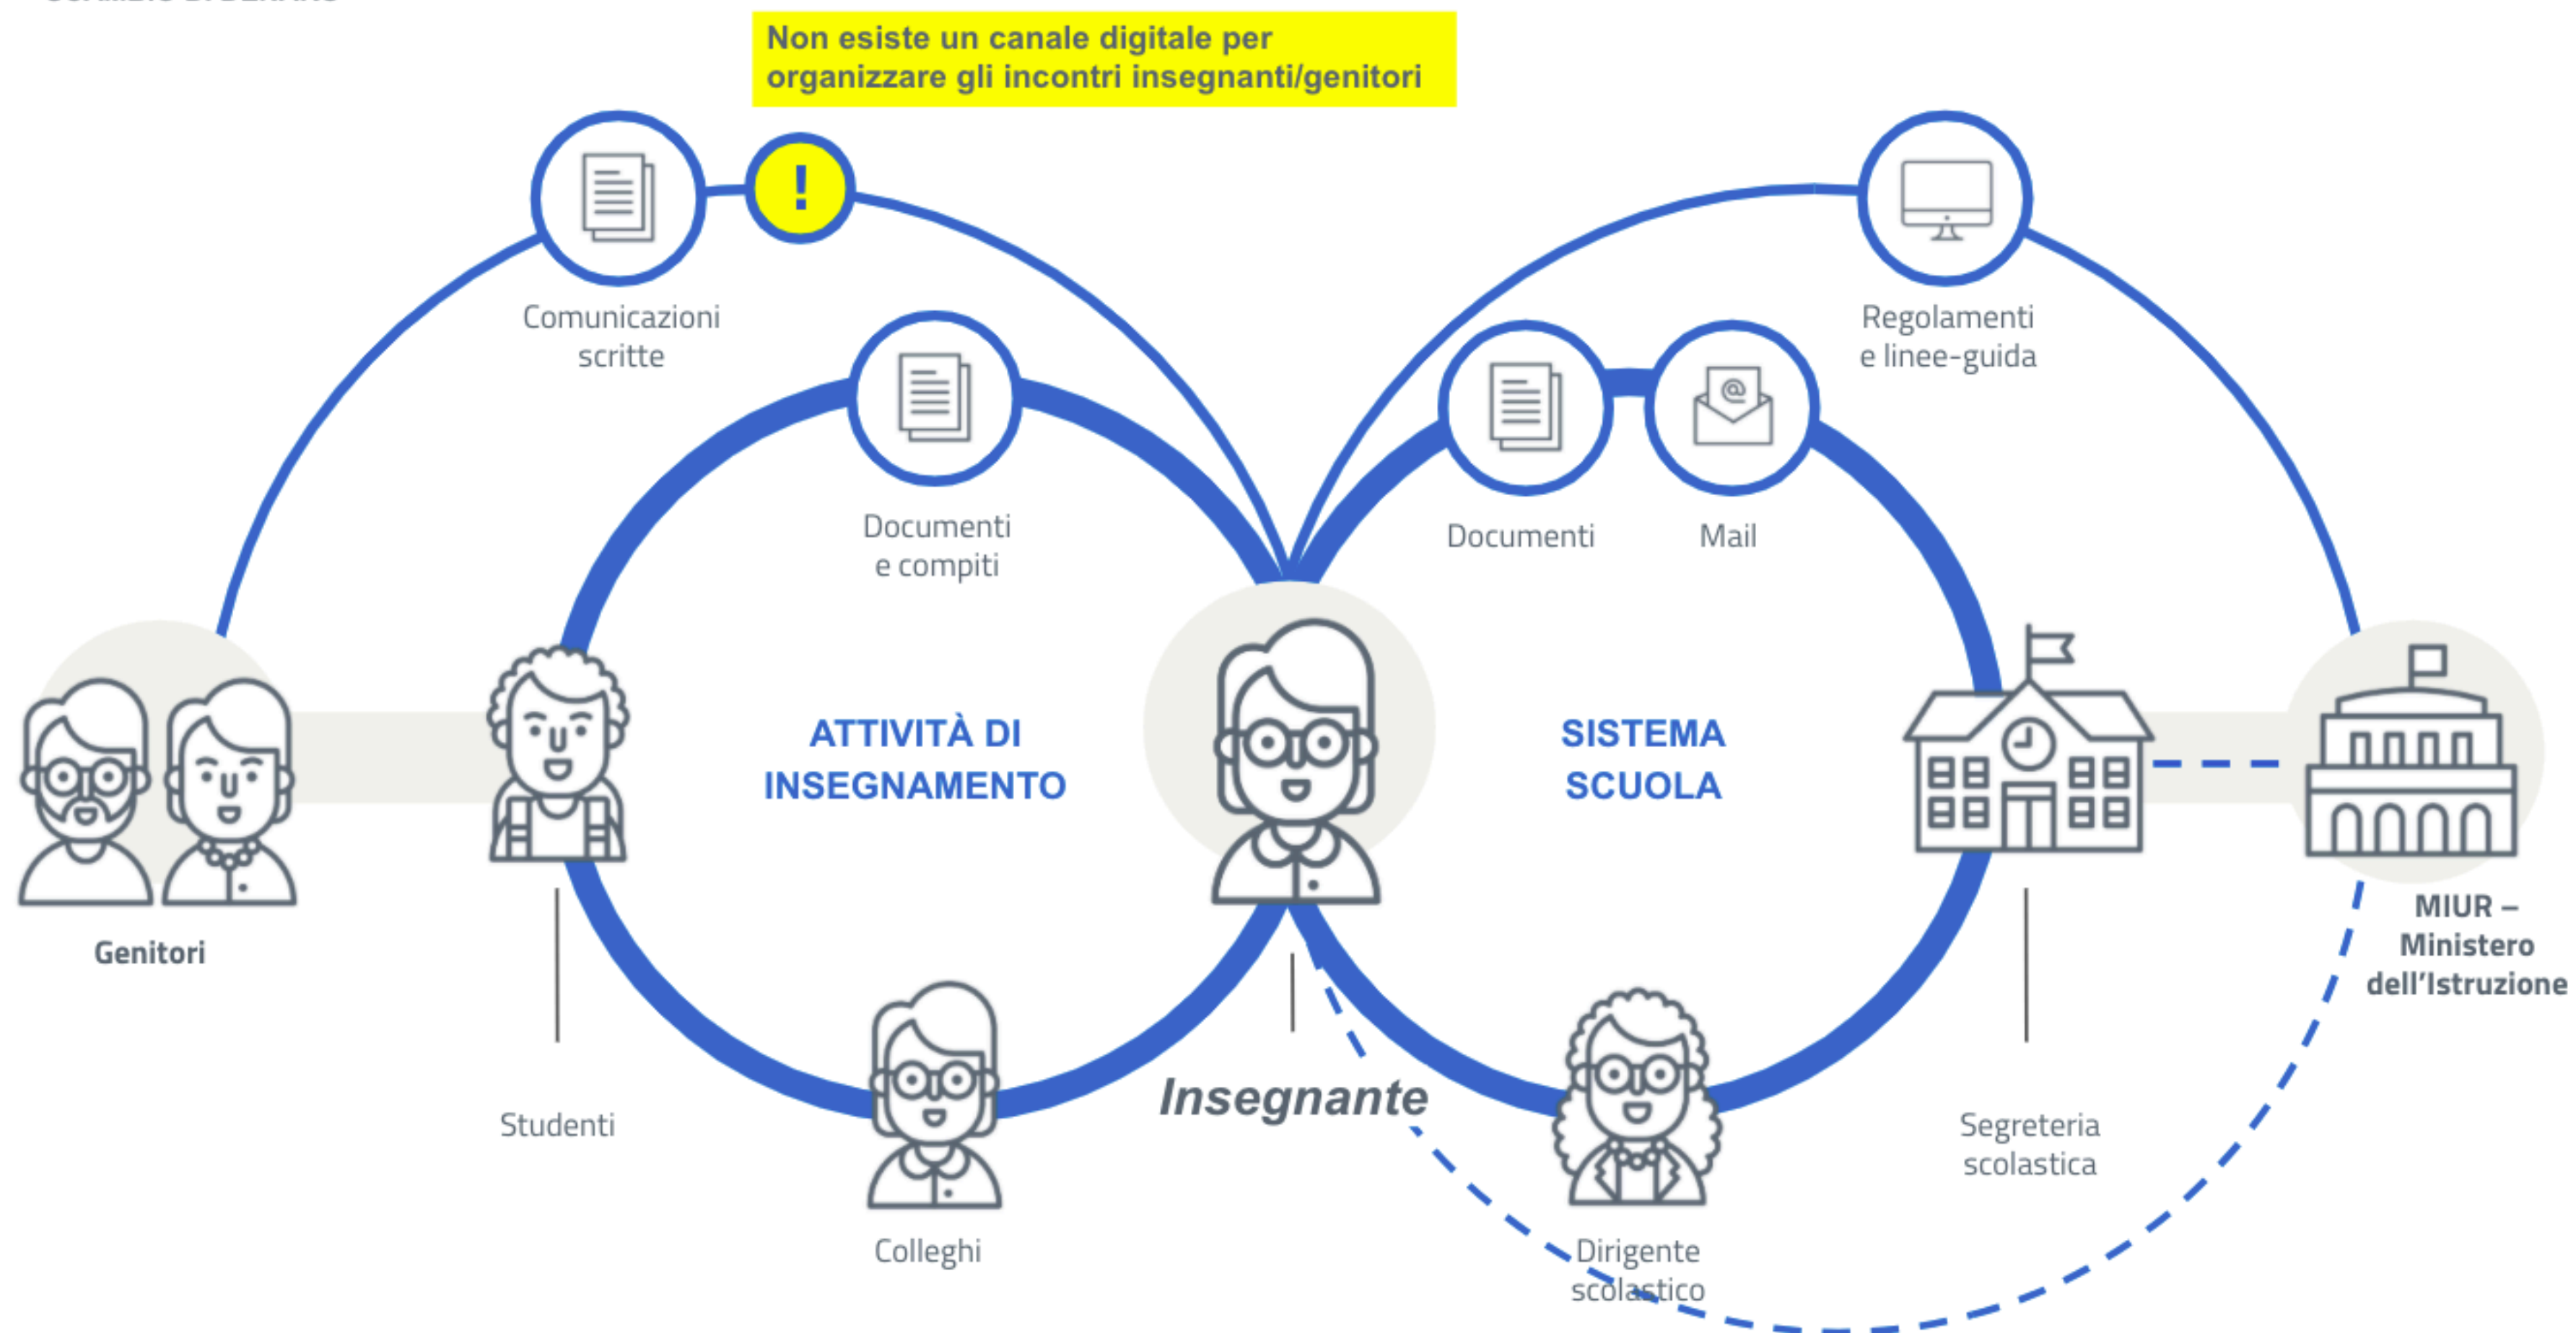 Non esiste un canale digitale per
organizzare gli incontri insegnanti/genitori
!
Comunicazioni
scritte
Regolamenti
e linee-guida
Documenti
e compiti
Documenti
Mail
@
ATTIVITÀ DI
INSEGNAMENTO
SISTEMA
SCUOLA
Genitori
MIUR –
Ministero
dell'Istruzione
Studenti
Insegnante
Segreteria
scolastica
Colleghi
Dirigente
scolastico